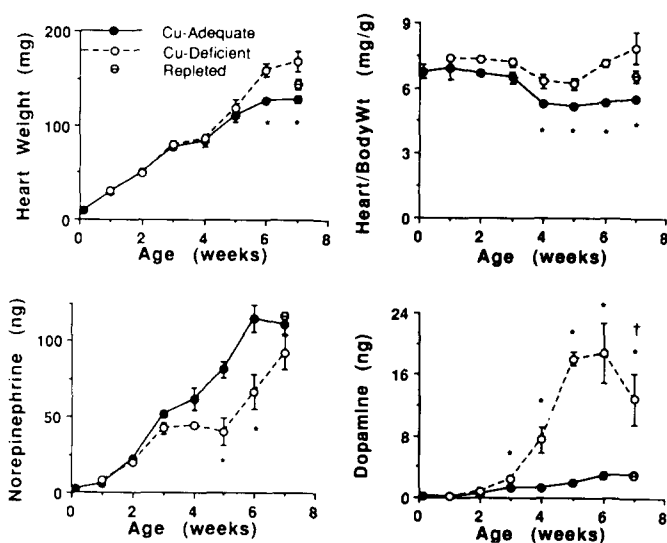 Heart Weight (mg)
200
100
0
Cu-Adequate
Cu-Deficient
Repleted
* *
0 2 4 6 8
Age (weeks)
Heart/BodyWt (mg/g)
9
6
3
0
* * * *
0 2 4 6 8
Age (weeks)
Norepinephrine (ng)
100
50
0
* *
0 2 4 6 8
Age (weeks)
Dopamine (ng)
24
16
8
0
* * * * *
†
0 2 4 6 8
Age (weeks)